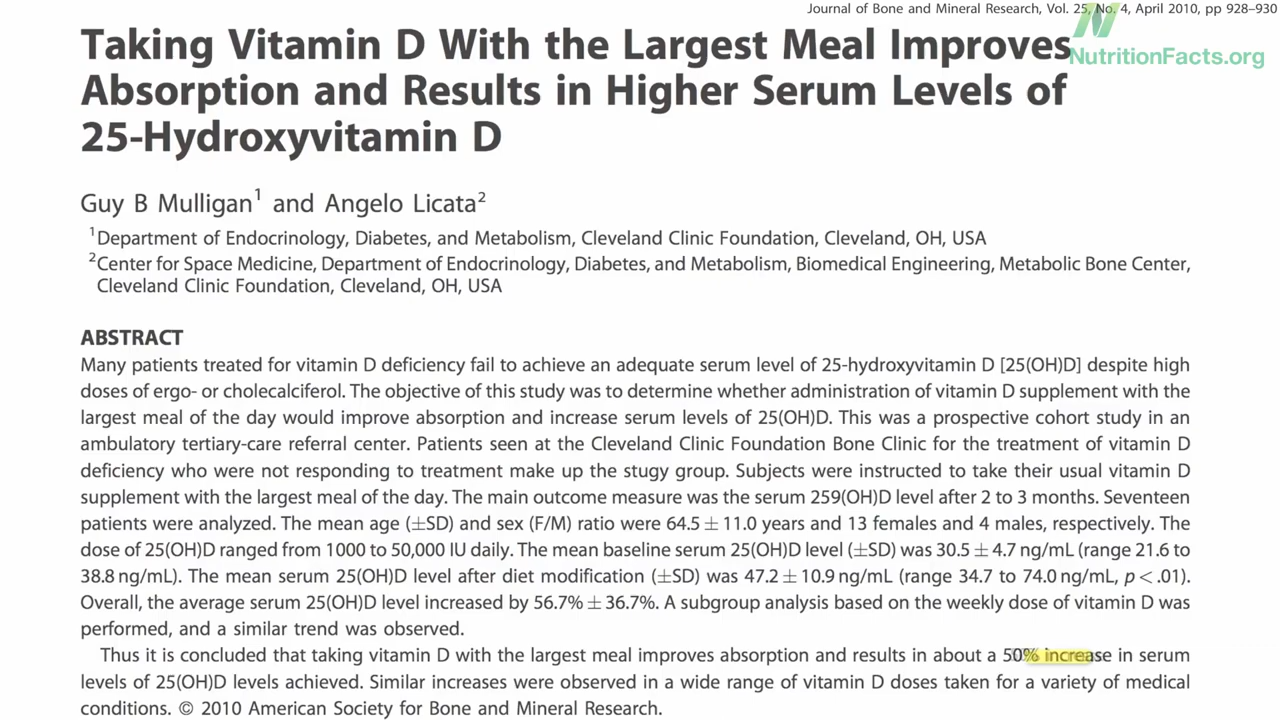 Journal of Bone and Mineral Research, Vol. 25, No. 4, April 2010, pp 928–930
NutritionFacts.org
Taking Vitamin D With the Largest Meal Improves
Absorption and Results in Higher Serum Levels of
25-Hydroxyvitamin D
Guy B Mulligan1 and Angelo Licata2
1Department of Endocrinology, Diabetes, and Metabolism, Cleveland Clinic Foundation, Cleveland, OH, USA
2Center for Space Medicine, Department of Endocrinology, Diabetes, and Metabolism, Biomedical Engineering, Metabolic Bone Center,
Cleveland Clinic Foundation, Cleveland, OH, USA
ABSTRACT
Many patients treated for vitamin D deficiency fail to achieve an adequate serum level of 25-hydroxyvitamin D [25(OH)D] despite high
doses of ergo- or cholecalciferol. The objective of this study was to determine whether administration of vitamin D supplement with the
largest meal of the day would improve absorption and increase serum levels of 25(OH)D. This was a prospective cohort study in an
ambulatory tertiary-care referral center. Patients seen at the Cleveland Clinic Foundation Bone Clinic for the treatment of vitamin D
deficiency who were not responding to treatment make up the stugy group. Subjects were instructed to take their usual vitamin D
supplement with the largest meal of the day. The main outcome measure was the serum 259(OH)D level after 2 to 3 months. Seventeen
patients were analyzed. The mean age (±SD) and sex (F/M) ratio were 64.5 ± 11.0 years and 13 females and 4 males, respectively. The
dose of 25(OH)D ranged from 1000 to 50,000 IU daily. The mean baseline serum 25(OH)D level (±SD) was 30.5 ± 4.7 ng/mL (range 21.6 to
38.8 ng/mL). The mean serum 25(OH)D level after diet modification (±SD) was 47.2 ± 10.9 ng/mL (range 34.7 to 74.0 ng/mL, p < .01).
Overall, the average serum 25(OH)D level increased by 56.7% ± 36.7%. A subgroup analysis based on the weekly dose of vitamin D was
performed, and a similar trend was observed.
Thus it is concluded that taking vitamin D with the largest meal improves absorption and results in about a 50% increase in serum
levels of 25(OH)D levels achieved. Similar increases were observed in a wide range of vitamin D doses taken for a variety of medical
conditions. © 2010 American Society for Bone and Mineral Research.